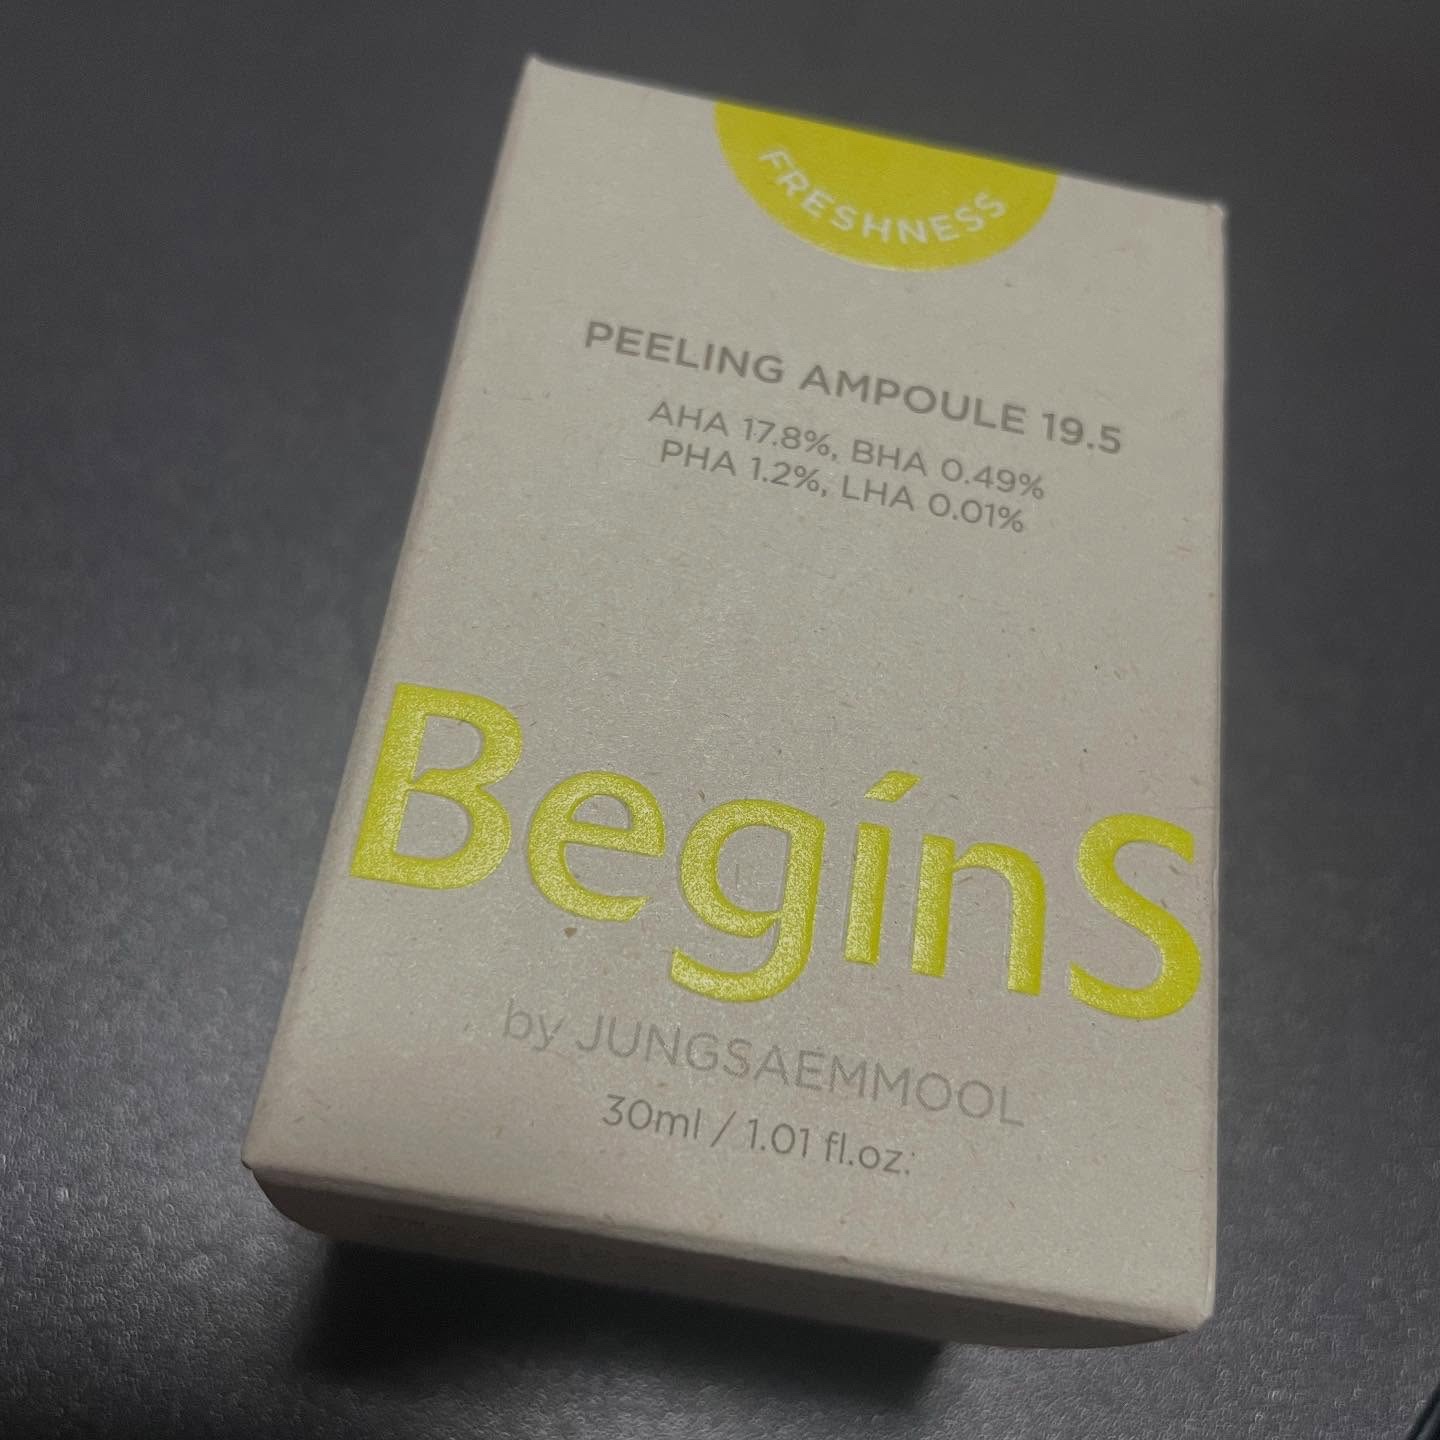 FRESHNESS
PEELING AMPOULE 19.5
AHA 17.8%, BHA 0.49%
PHA 1.2%, LHA 0.01%
BegínS
by JUNGSAEMMOOL
30ml / 1.01 fl.oz.